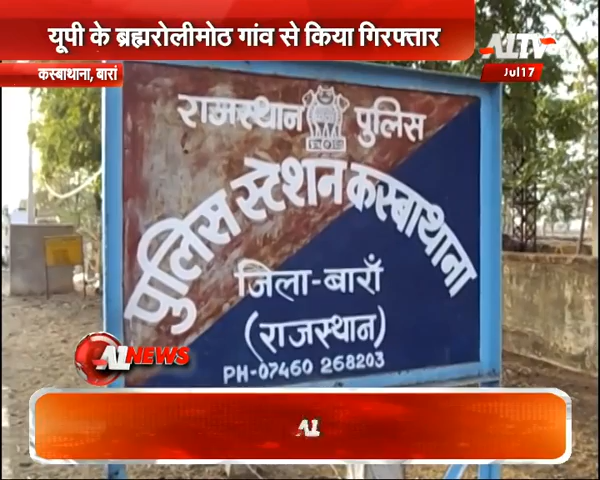 यूपी के ब्रह्मरोलीमोठ गांव से किया गिरफ्तार
ALTV
कस्बाथाना, बारां
Jul17
राजस्थान पुलिस
पुलिस स्टेशन कस्बाथाना
जिला-बाराँ
(राजस्थान)
PH-07460 268203
ALNEWS
AL